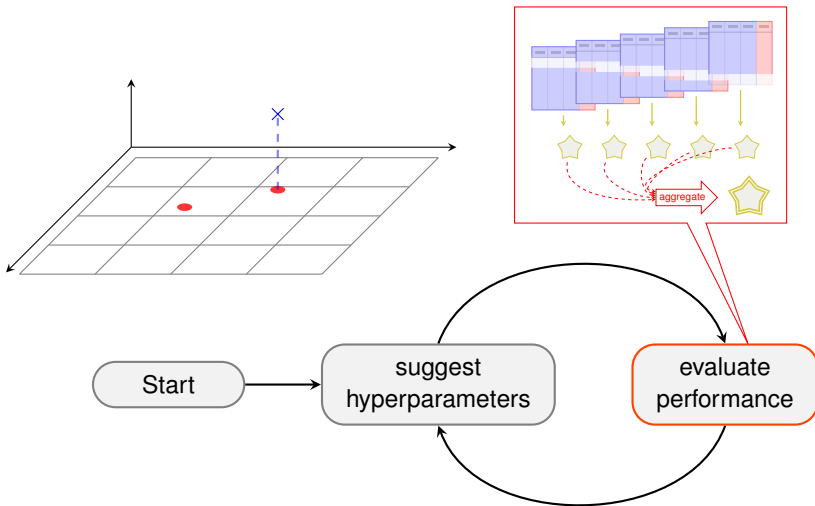 aggregate
Start
suggest
hyperparameters
evaluate
performance